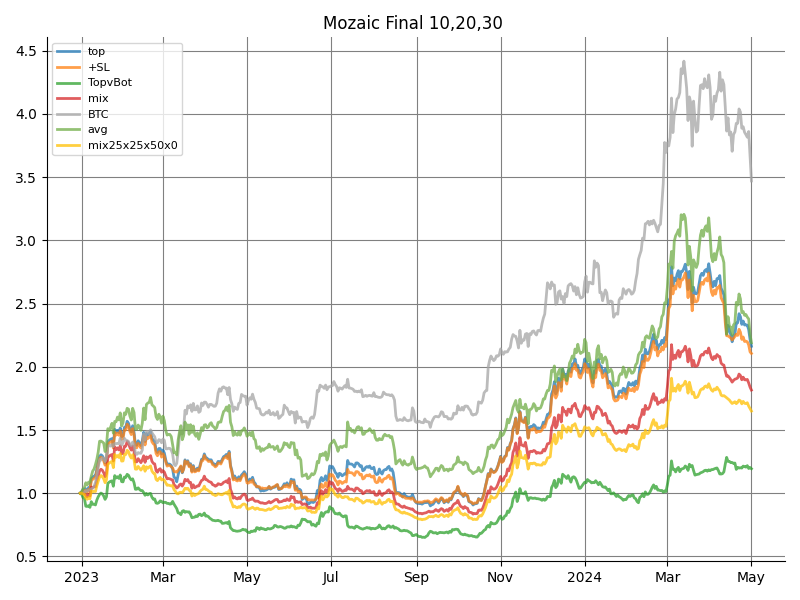 Mozaic Final 10,20,30
top
+SL
TopvBot
mix
BTC
avg
mix25x25x50x0
4.5
4.0
3.5
3.0
2.5
2.0
1.5
1.0
0.5
2023 Mar May Jul Sep Nov 2024 Mar May